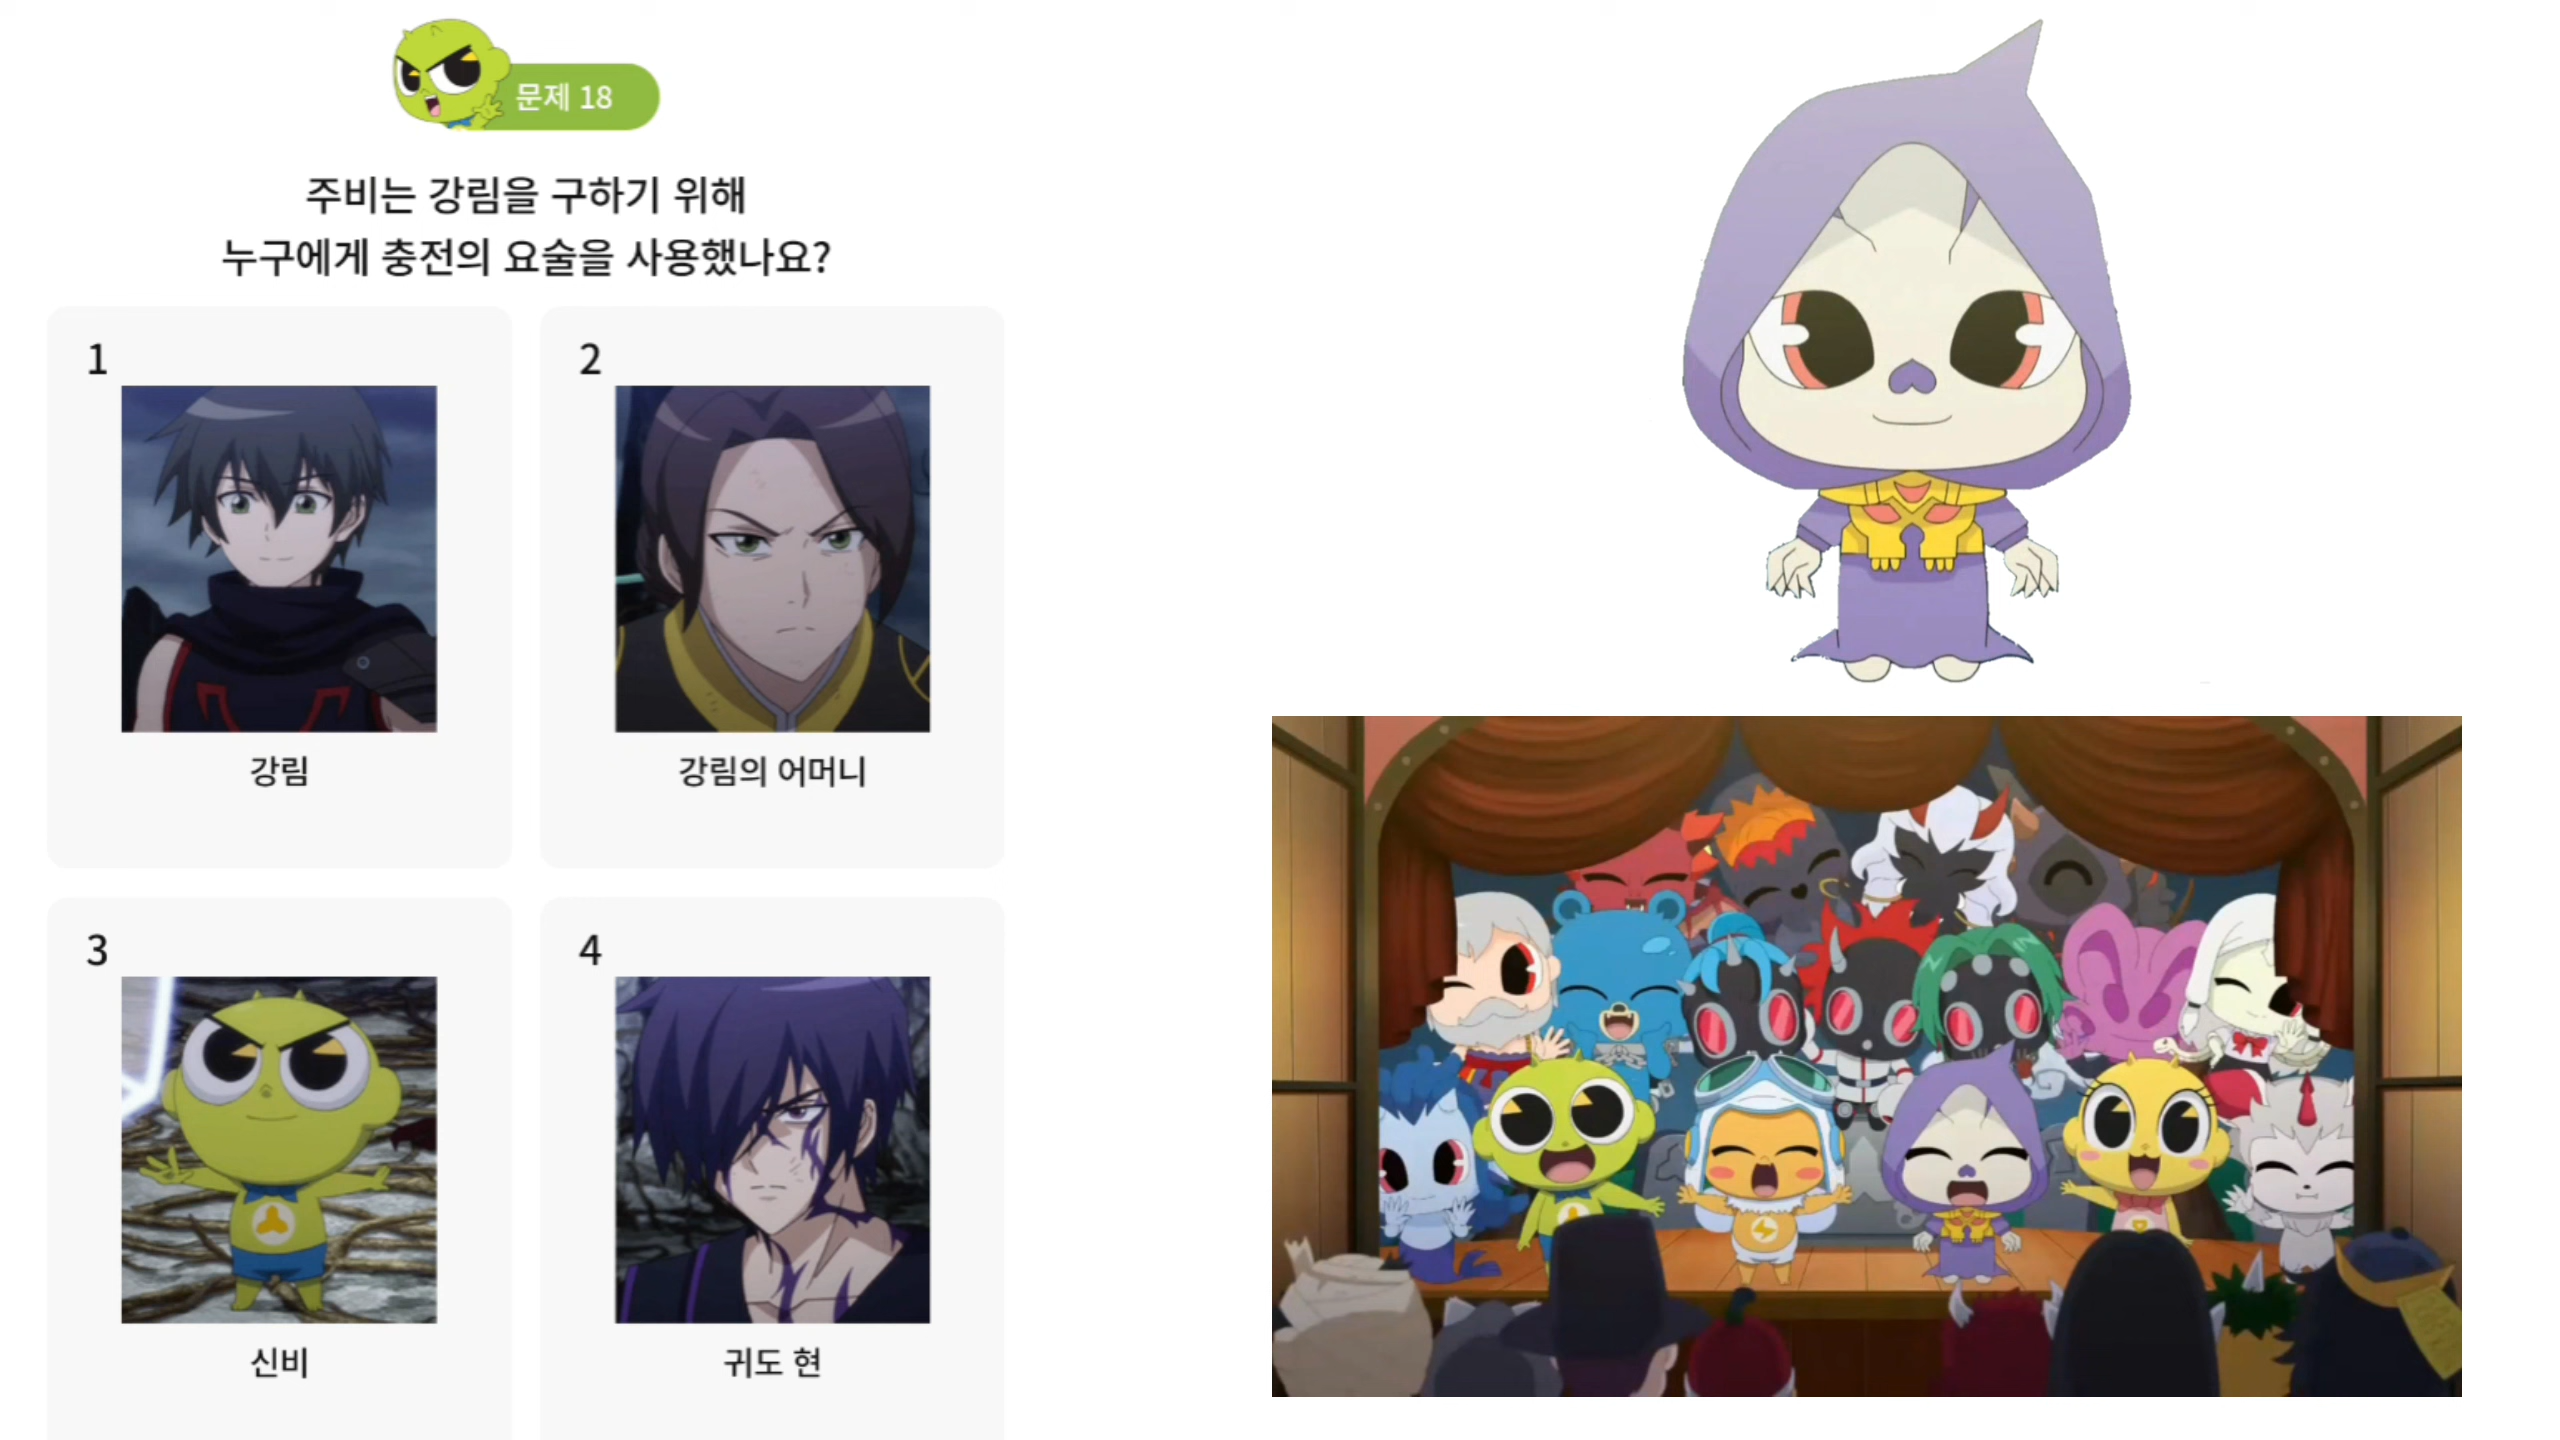 문제 18
주비는 강림을 구하기 위해
누구에게 충전의 요술을 사용했나요?
1
2
강림
강림의 어머니
3
4
신비
귀도 현